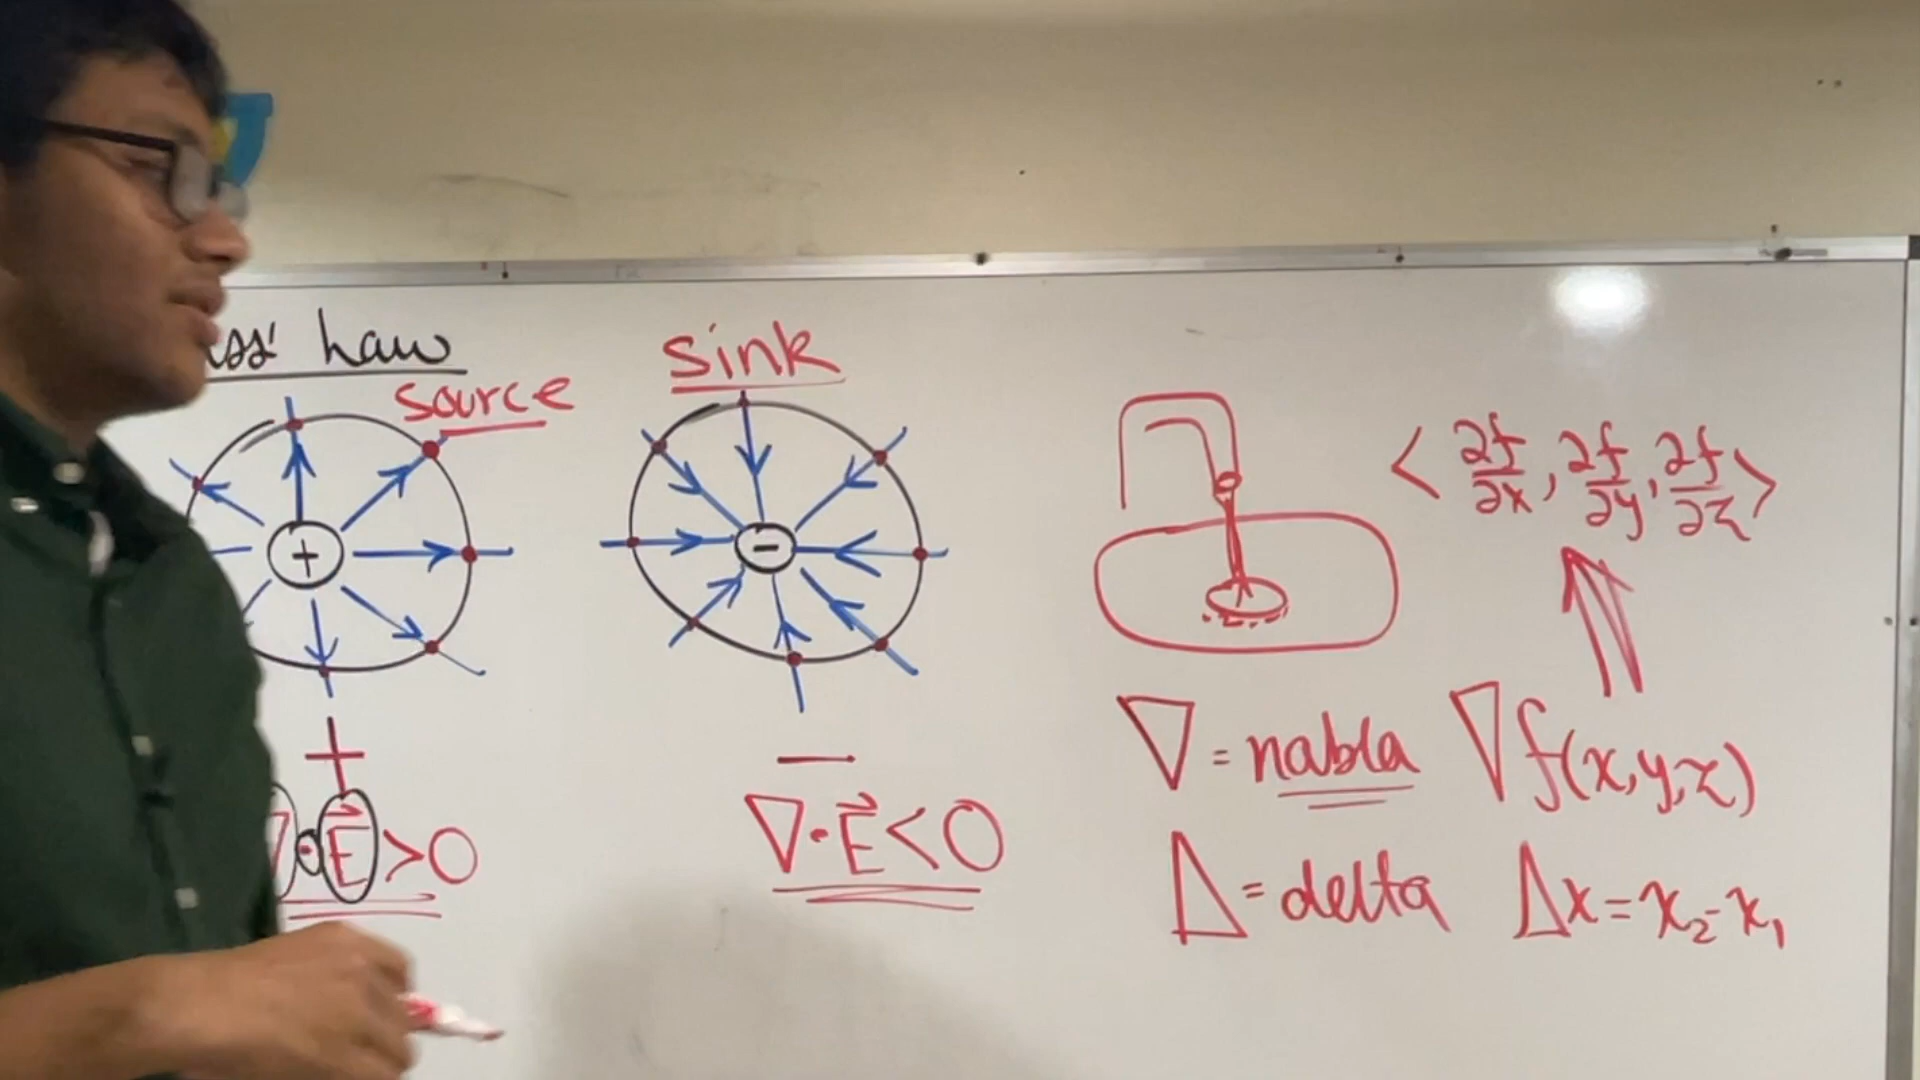 Law
source
+
+
∇·E⃗>0
sink
−
−
∇·E⃗<0
<∂f/∂x, ∂f/∂y, ∂f/∂z>
∇ = nabla ∇f(x,y,z)
Δ = delta Δx = x₂-x₁